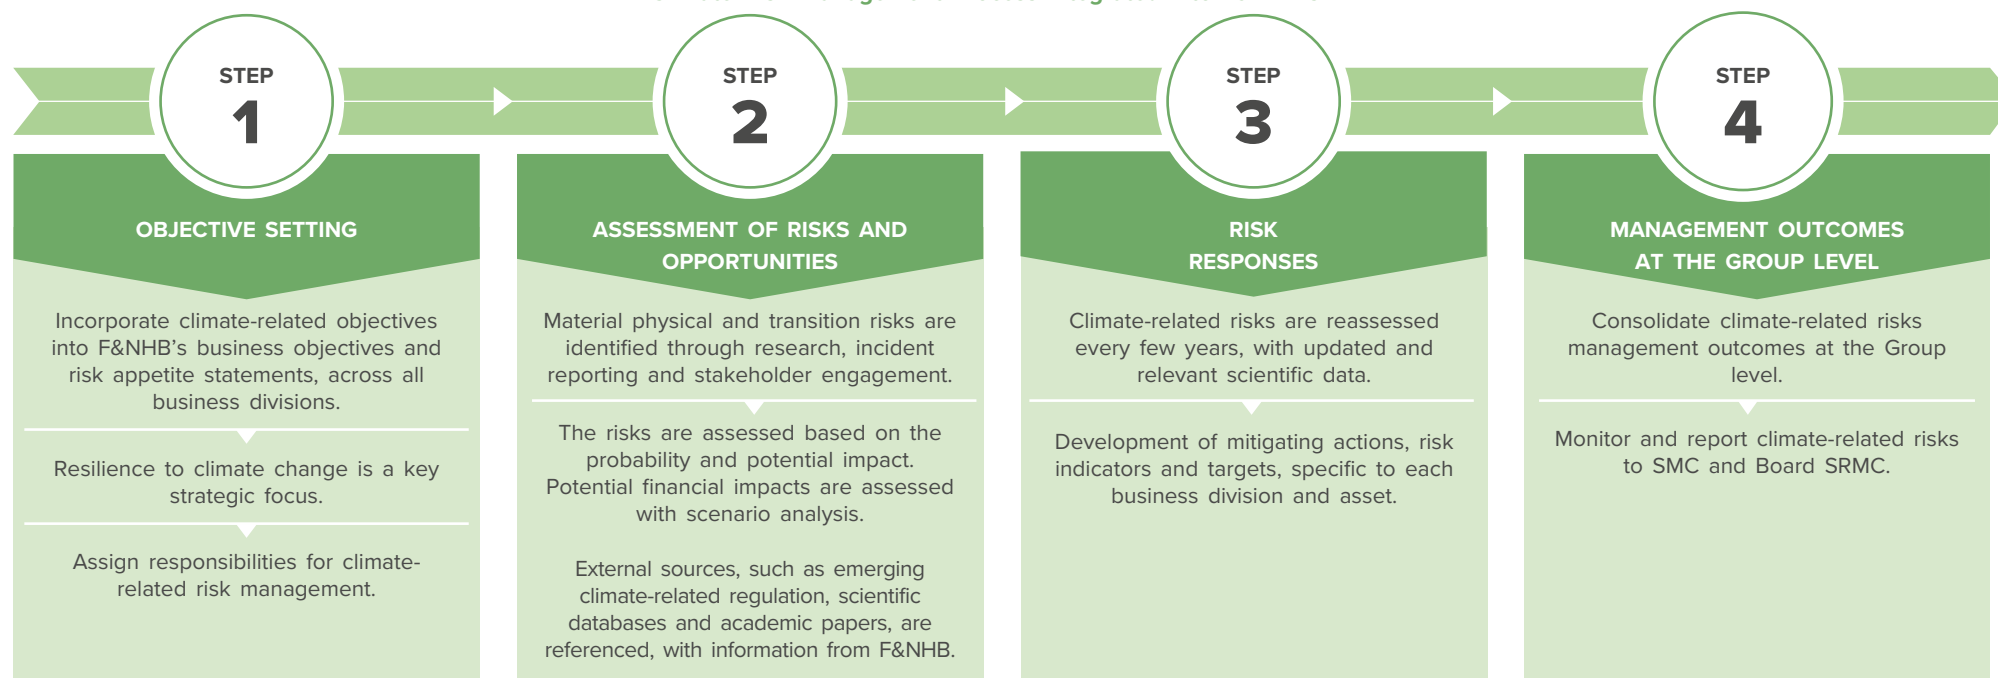 STEP
1
OBJECTIVE SETTING
Incorporate climate-related objectives
into F&NHB’s business objectives and
risk appetite statements, across all
business divisions.
Resilience to climate change is a key
strategic focus.
Assign responsibilities for climate-
related risk management.
STEP
2
ASSESSMENT OF RISKS AND
OPPORTUNITIES
Material physical and transition risks are
identified through research, incident
reporting and stakeholder engagement.
The risks are assessed based on the
probability and potential impact.
Potential financial impacts are assessed
with scenario analysis.
External sources, such as emerging
climate-related regulation, scientific
databases and academic papers, are
referenced, with information from F&NHB.
STEP
3
RISK
RESPONSES
Climate-related risks are reassessed
every few years, with updated and
relevant scientific data.
Development of mitigating actions, risk
indicators and targets, specific to each
business division and asset.
STEP
4
MANAGEMENT OUTCOMES
AT THE GROUP LEVEL
Consolidate climate-related risks
management outcomes at the Group
level.
Monitor and report climate-related risks
to SMC and Board SRMC.